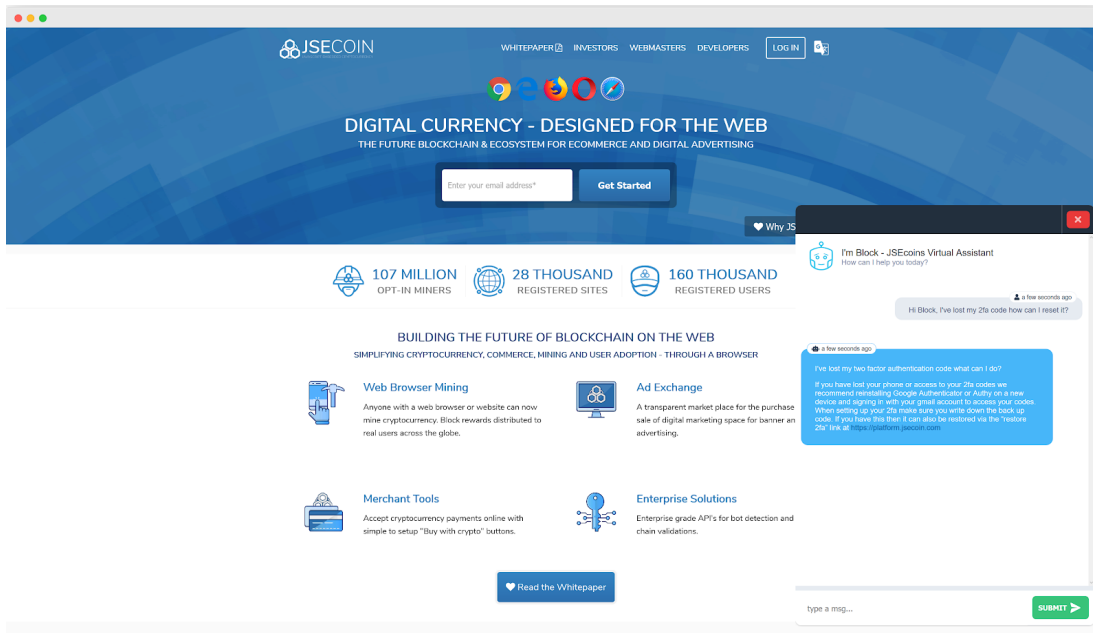 JSECOIN
WHITEPAPER INVESTORS WEBMASTERS DEVELOPERS LOG IN
DIGITAL CURRENCY - DESIGNED FOR THE WEB
THE FUTURE BLOCKCHAIN & ECOSYSTEM FOR ECOMMERCE AND DIGITAL ADVERTISING
Enter your email address*
Get Started
Why JS
107 MILLION
OPT-IN MINERS
28 THOUSAND
REGISTERED SITES
160 THOUSAND
REGISTERED USERS
BUILDING THE FUTURE OF BLOCKCHAIN ON THE WEB
SIMPLIFYING CRYPTOCURRENCY, COMMERCE, MINING AND USER ADOPTION - THROUGH A BROWSER
Web Browser Mining
Anyone with a web browser or website can now
mine cryptocurrency. Block rewards distributed to
real users across the globe.
Ad Exchange
A transparent market place for the purchase
sale of digital marketing space for banner an
advertising.
Merchant Tools
Accept cryptocurrency payments online with
simple to setup "Buy with crypto" buttons.
Enterprise Solutions
Enterprise grade API's for bot detection and
chain validations.
Read the Whitepaper
I'm Block - JSEcoins Virtual Assistant
How can I help you today?
a few seconds ago
Hi Block, I've lost my 2fa code how can I reset it?
a few seconds ago
I've lost my two factor authentication code what can I do?
If you have lost your phone or access to your 2fa codes we
recommend reinstalling Google Authenticator or Authy on a new
device and signing in with your gmail account to access your codes.
When setting up your 2fa make sure you write down the back up
code. If you have this then it can also be restored via the "restore
2fa" link at https://platform.jsecoin.com
type a msg...
SUBMIT